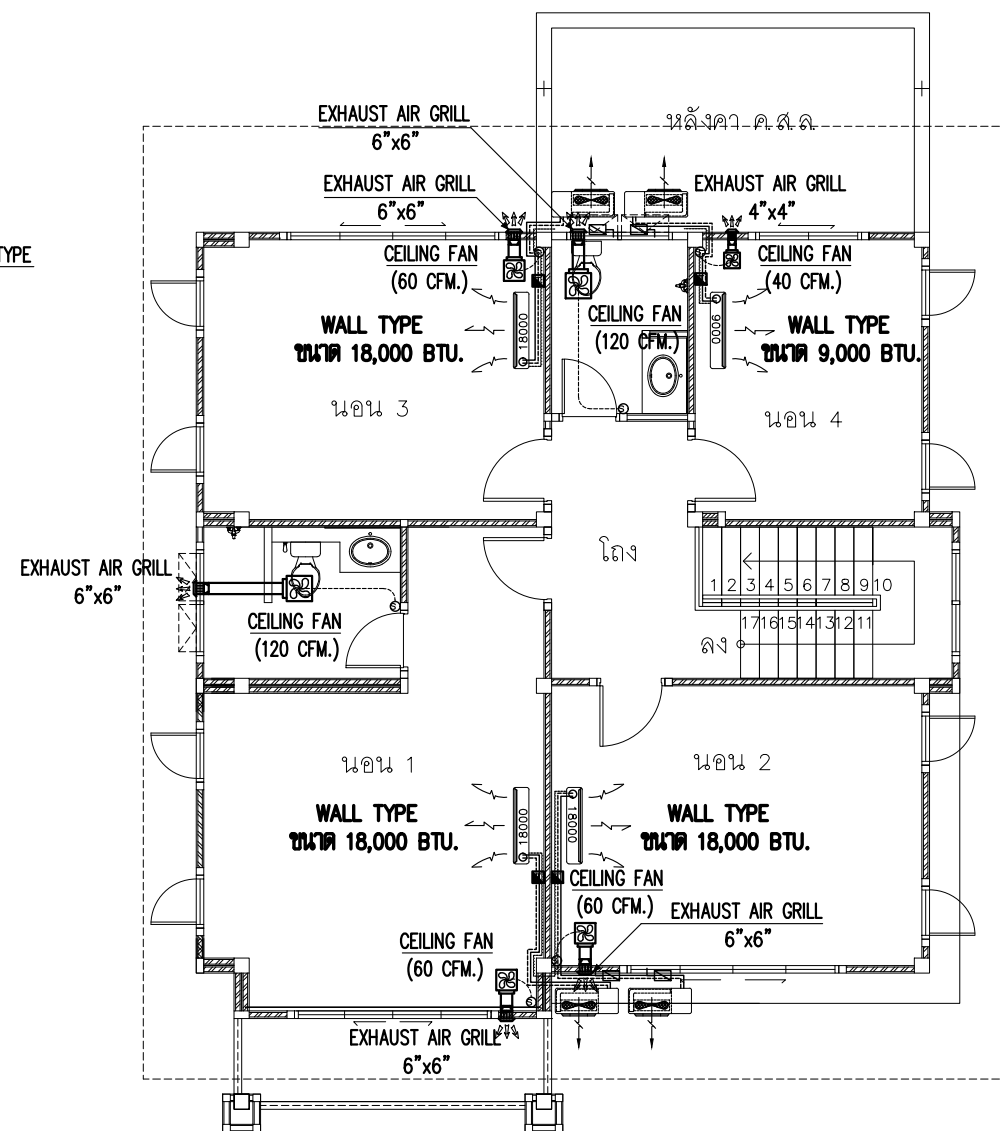 หลังคา ค.ส.ล.
EXHAUST AIR GRILL
6"x6"
EXHAUST AIR GRILL
6"x6"
EXHAUST AIR GRILL
4"x4"
TYPE
CEILING FAN
(60 CFM.)
CEILING FAN
(40 CFM.)
CEILING FAN
(120 CFM.)
18000
9000
WALL TYPE
ขนาด 18,000 BTU.
WALL TYPE
ขนาด 9,000 BTU.
นอน 3
นอน 4
โถง
EXHAUST AIR GRILL
6"x6"
1 2 3 4 5 6 7 8 9 10
CEILING FAN
(120 CFM.)
17 16 15 14 13 12 11
ลง
นอน 1
นอน 2
18000
18000
WALL TYPE
ขนาด 18,000 BTU.
WALL TYPE
ขนาด 18,000 BTU.
CEILING FAN
(60 CFM.)
EXHAUST AIR GRILL
6"x6"
CEILING FAN
(60 CFM.)
EXHAUST AIR GRILL
6"x6"